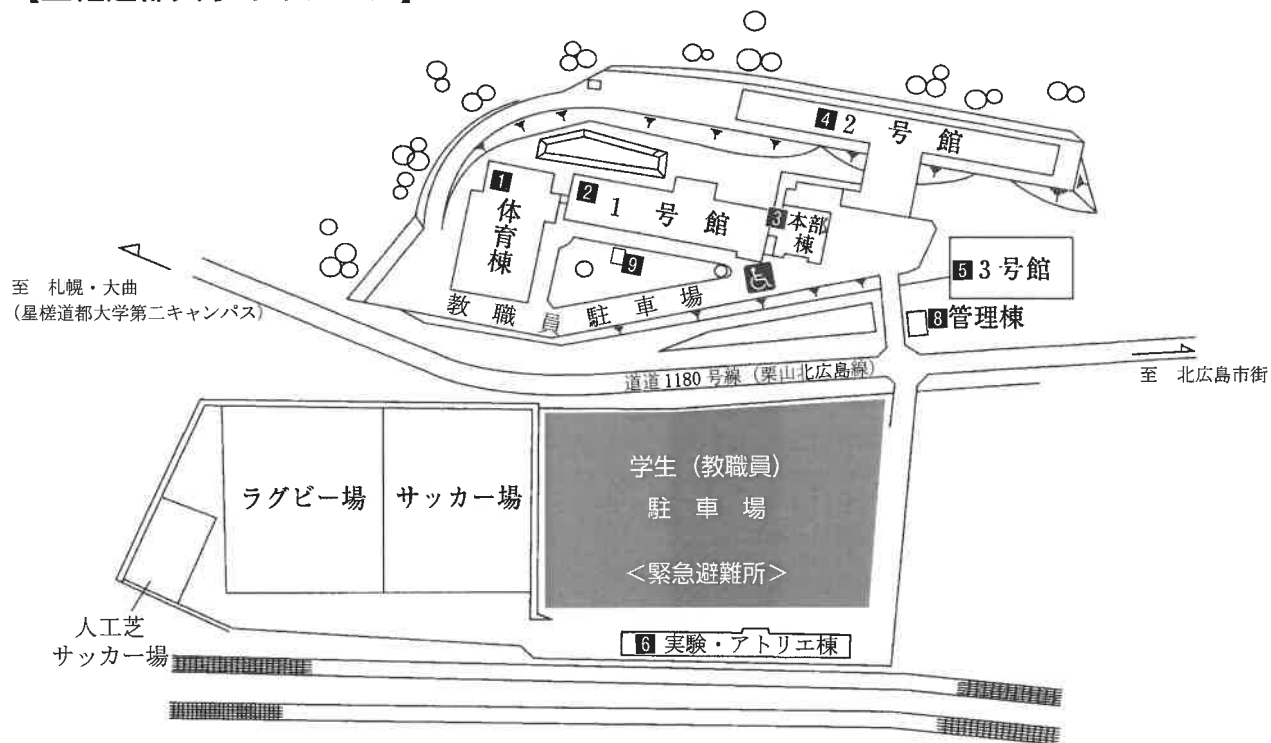 4 2号館
1 体育棟
2 1号館
3 本部棟
9
5 3号館
教職員駐車場
8 管理棟
至 札幌・大曲
(星槎道都大学第二キャンパス)
道道1180号線(栗山北広島線)
至 北広島市街
ラグビー場
サッカー場
学生(教職員)
駐車場
<緊急避難所>
人工芝
サッカー場
6 実験・アトリエ棟